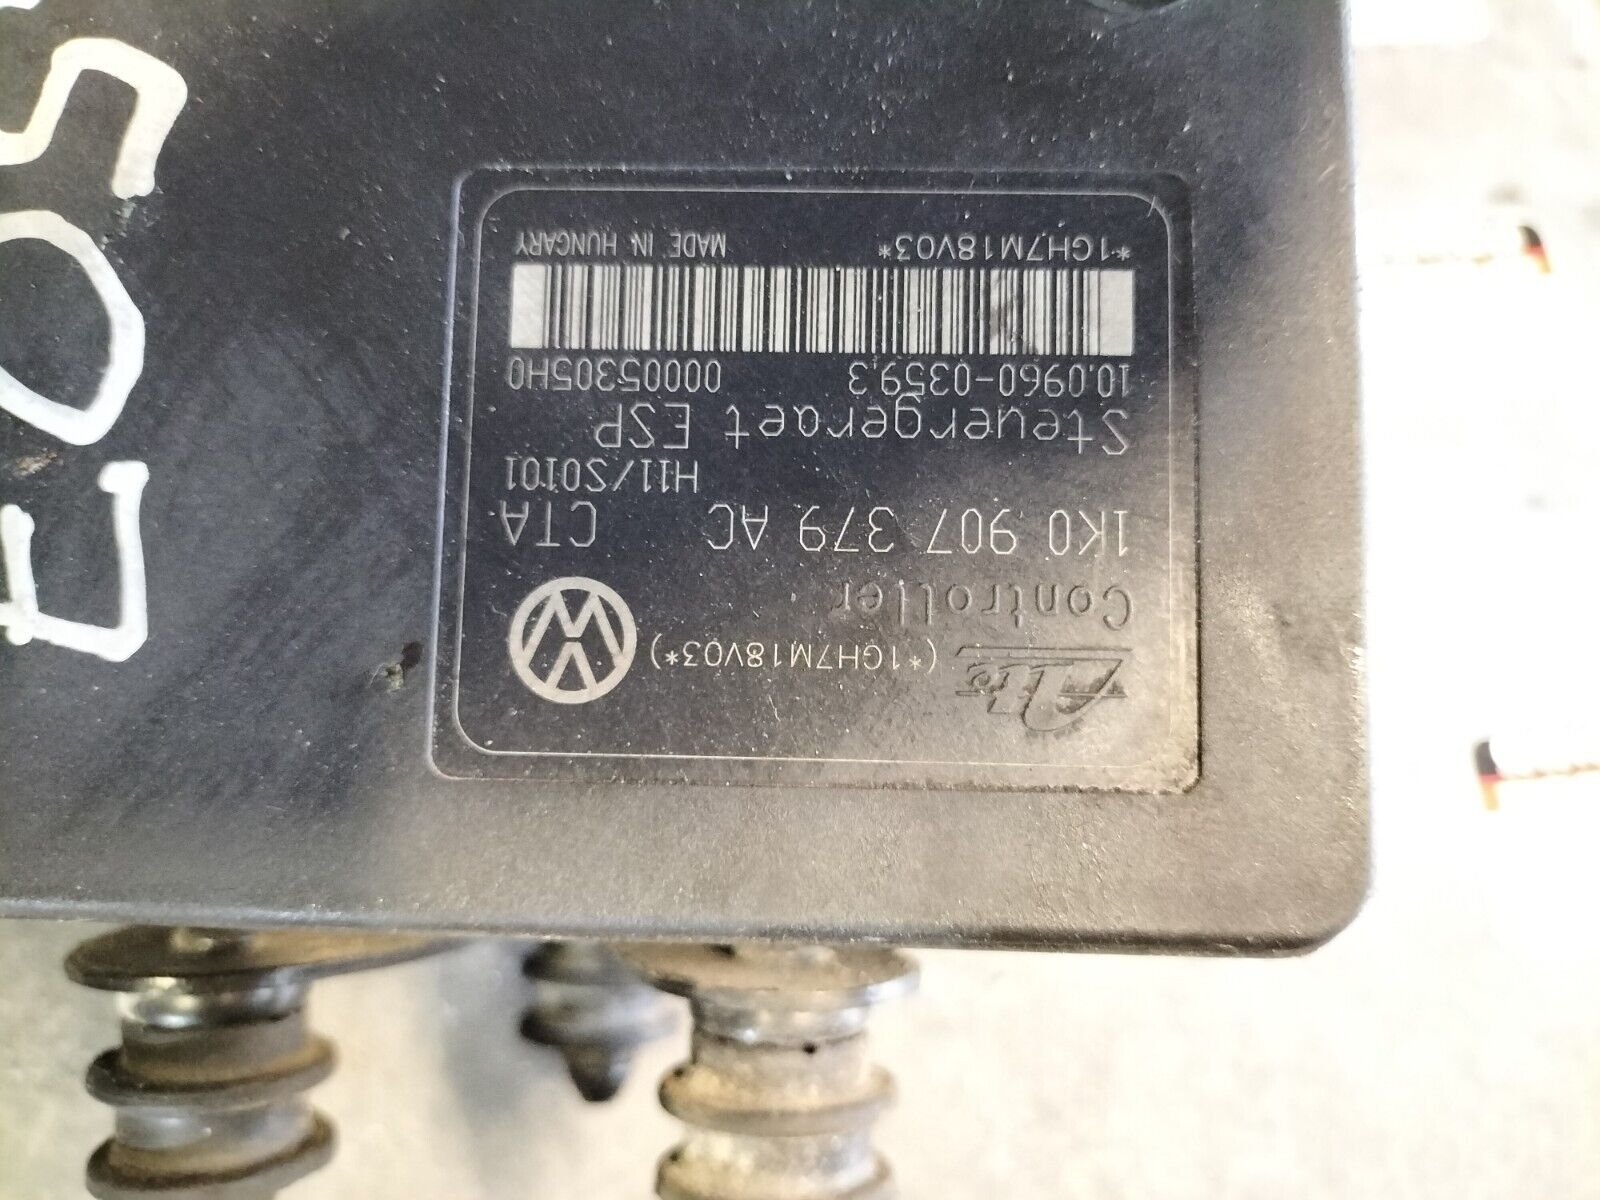 Ate (*1GH7M18V03*)
Controller
1K0 907 379 AC CTA
H11/S0101
Steuergeraet ESP
10.0960-0359.3 00005305H0
*1GH7M18V03* MADE IN HUNGARY
EOS